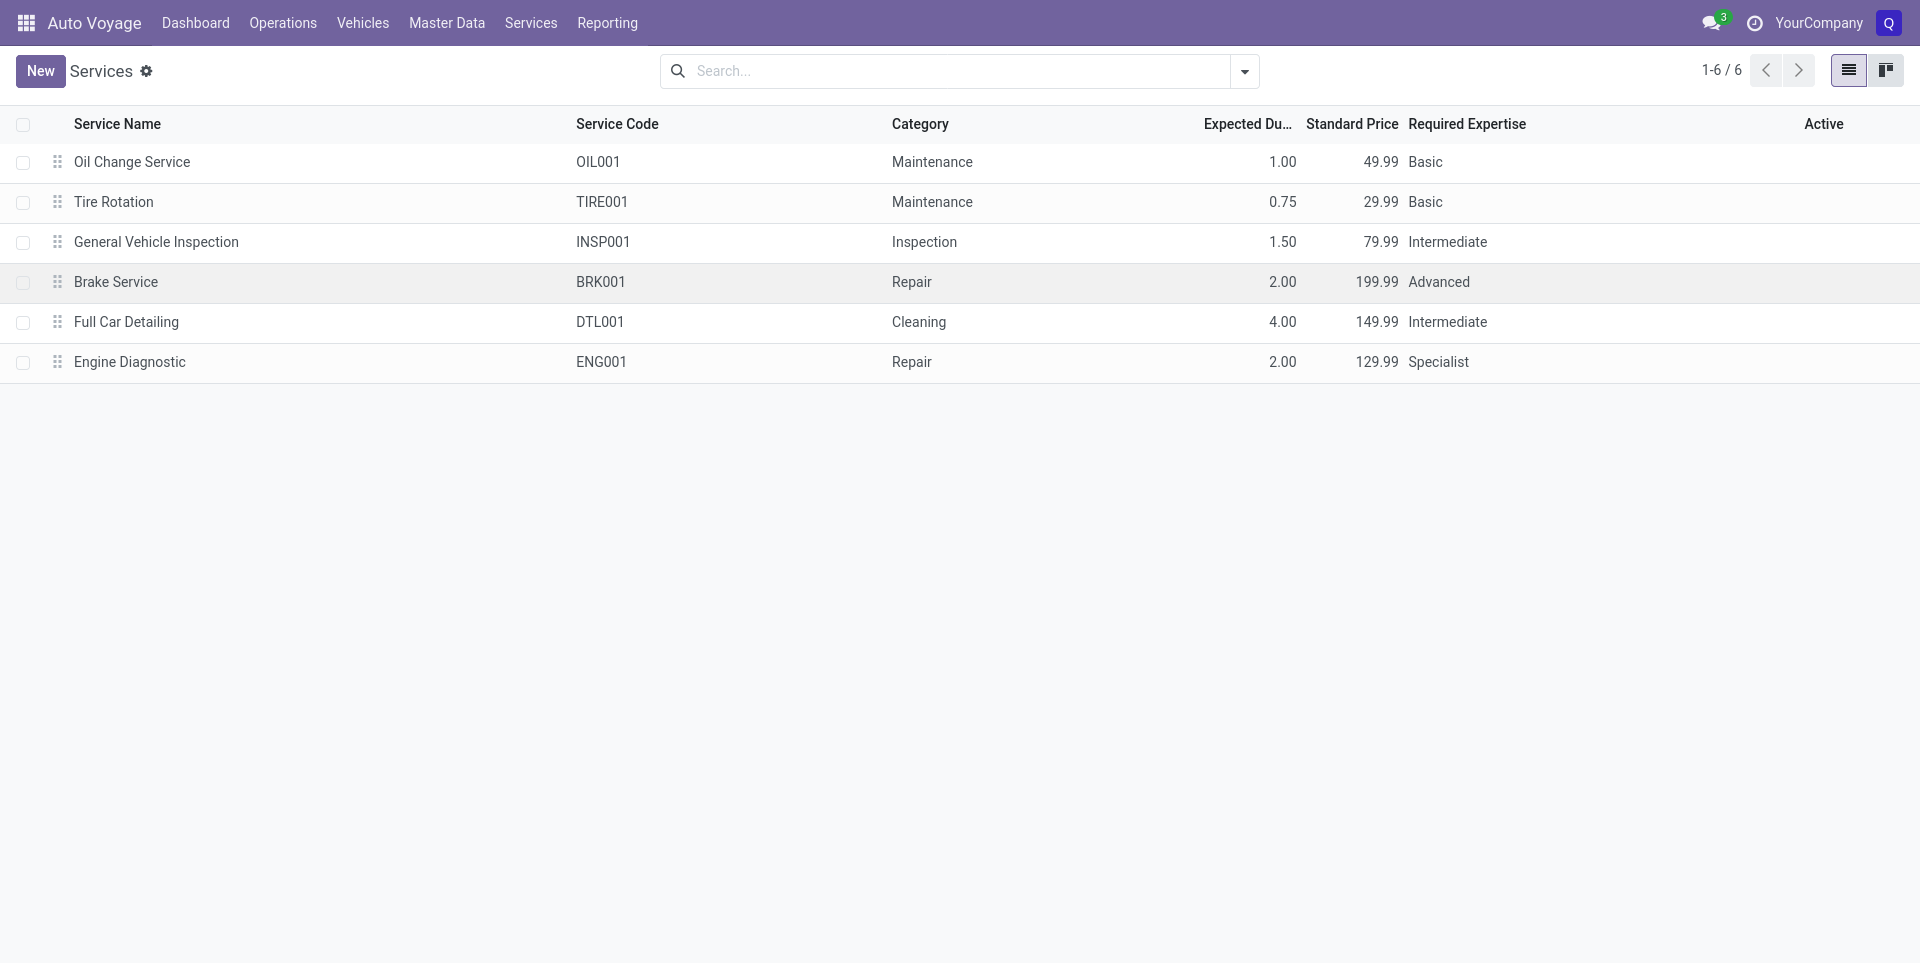 Auto Voyage Dashboard Operations Vehicles Master Data Services Reporting 3 YourCompany Q
New Services Search... 1-6 / 6
Service Name Service Code Category Expected Du... Standard Price Required Expertise Active
Oil Change Service OIL001 Maintenance 1.00 49.99 Basic
Tire Rotation TIRE001 Maintenance 0.75 29.99 Basic
General Vehicle Inspection INSP001 Inspection 1.50 79.99 Intermediate
Brake Service BRK001 Repair 2.00 199.99 Advanced
Full Car Detailing DTL001 Cleaning 4.00 149.99 Intermediate
Engine Diagnostic ENG001 Repair 2.00 129.99 Specialist